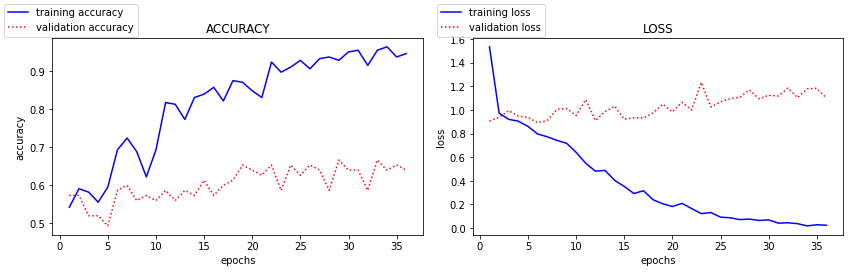 training accuracy
validation accuracy
ACCURACY
accuracy
0.9
0.8
0.7
0.6
0.5
0 5 10 15 20 25 30 35
epochs
training loss
validation loss
LOSS
loss
1.6
1.4
1.2
1.0
0.8
0.6
0.4
0.2
0.0
0 5 10 15 20 25 30 35
epochs